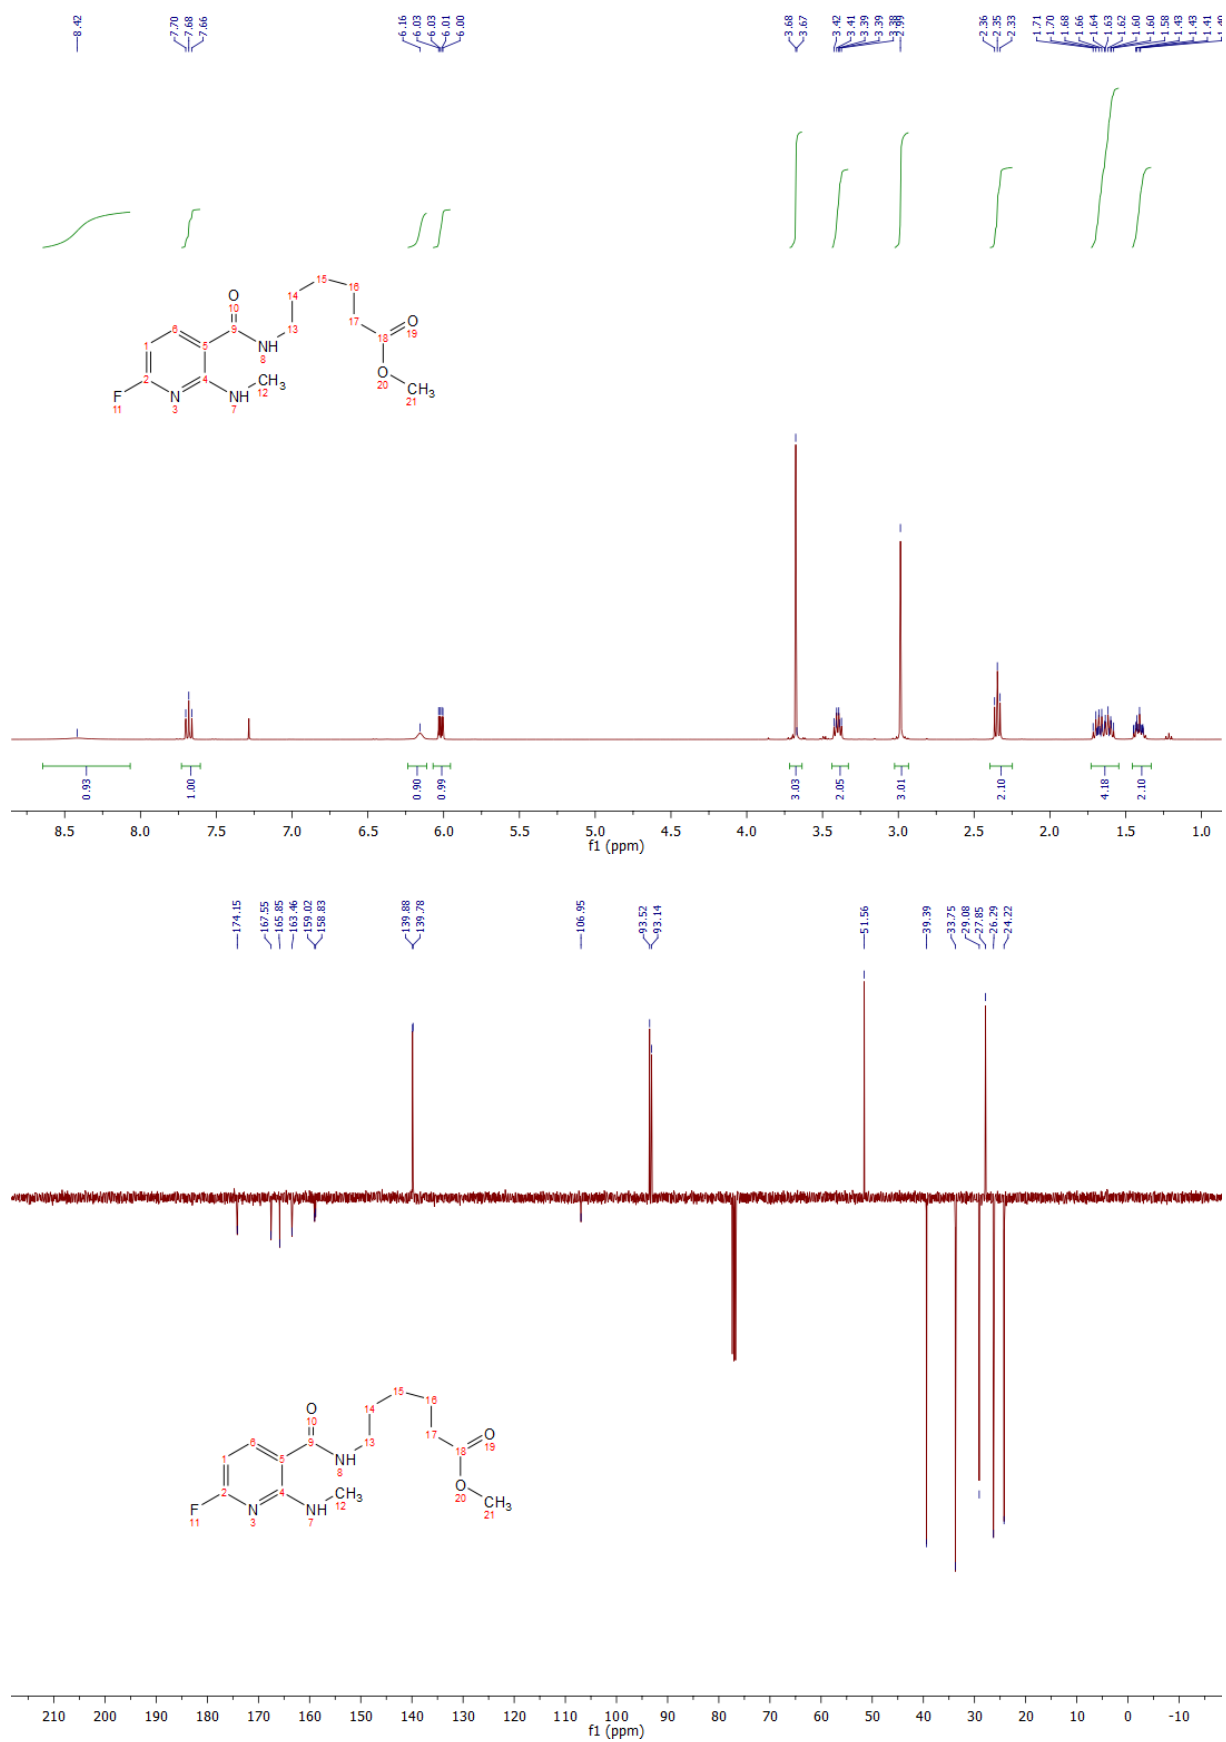 8.42 7.70 7.68 7.66 6.16 6.03 6.03 6.01 6.00 3.68 3.67 3.42 3.41 3.39 3.39 3.38 2.99 2.36 2.35 2.33 1.71 1.70 1.68 1.66 1.64 1.63 1.62 1.60 1.60 1.58 1.43 1.43 1.41 1.40
15 16
O 14
10 17 O
6 9 13 18 19
1 5 NH
8 O CH3
2 4 CH3 20 21
F N NH 12
11 3 7
0.93 1.00 0.90 0.99 3.03 2.05 3.01 2.10 4.18 2.10
8.5 8.0 7.5 7.0 6.5 6.0 5.5 5.0 4.5 4.0 3.5 3.0 2.5 2.0 1.5 1.0
f1 (ppm)
174.15 167.55 165.85 163.46 159.02 158.83 139.88 139.78 106.95 93.52 93.14 51.56 39.39 33.75 29.08 27.85 26.29 24.22
15 16
O 14
10 17 O
6 9 13 18 19
1 5 NH
8 O CH3
2 4 CH3 20 21
F N NH 12
11 3 7
210 200 190 180 170 160 150 140 130 120 110 100 90 80 70 60 50 40 30 20 10 0 -10
f1 (ppm)